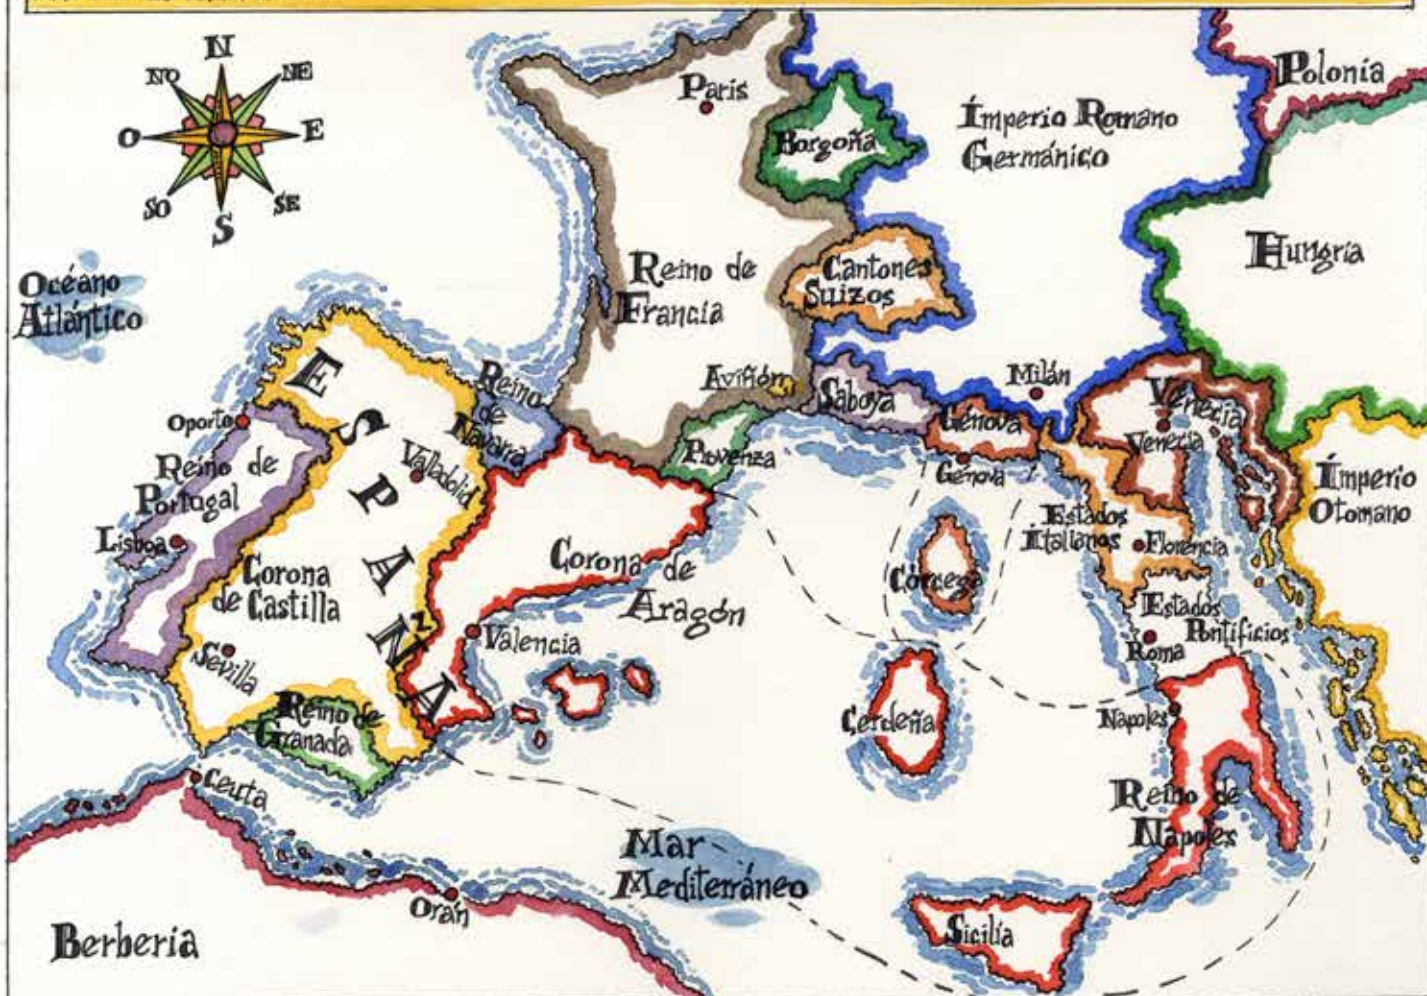 N
NO
NE
O
E
SO
SE
S
Polonia
París
Borgoña
Ímperio Romano
Germánico
Hungría
Océano
Atlántico
Reino de
Francia
Cantones
Suizos
Aviñón
Saboya
Génova
Milán
Venecia
Venecia
Génova
Provenza
Reino
de
Navarra
ESPAÑA
Oporto
Valladolid
Reino de
Portugal
Lisboa
Corona
de Castilla
Corona de
Aragón
Córcega
Estados
Italianos
Florencia
Ímperio
Otomano
Estados
Pontificios
Roma
Valencia
Sevilla
Reino de
Granada
Cerdeña
Nápoles
Reino de
Nápoles
Ceuta
Mar
Mediterráneo
Orán
Sicilia
Berbería